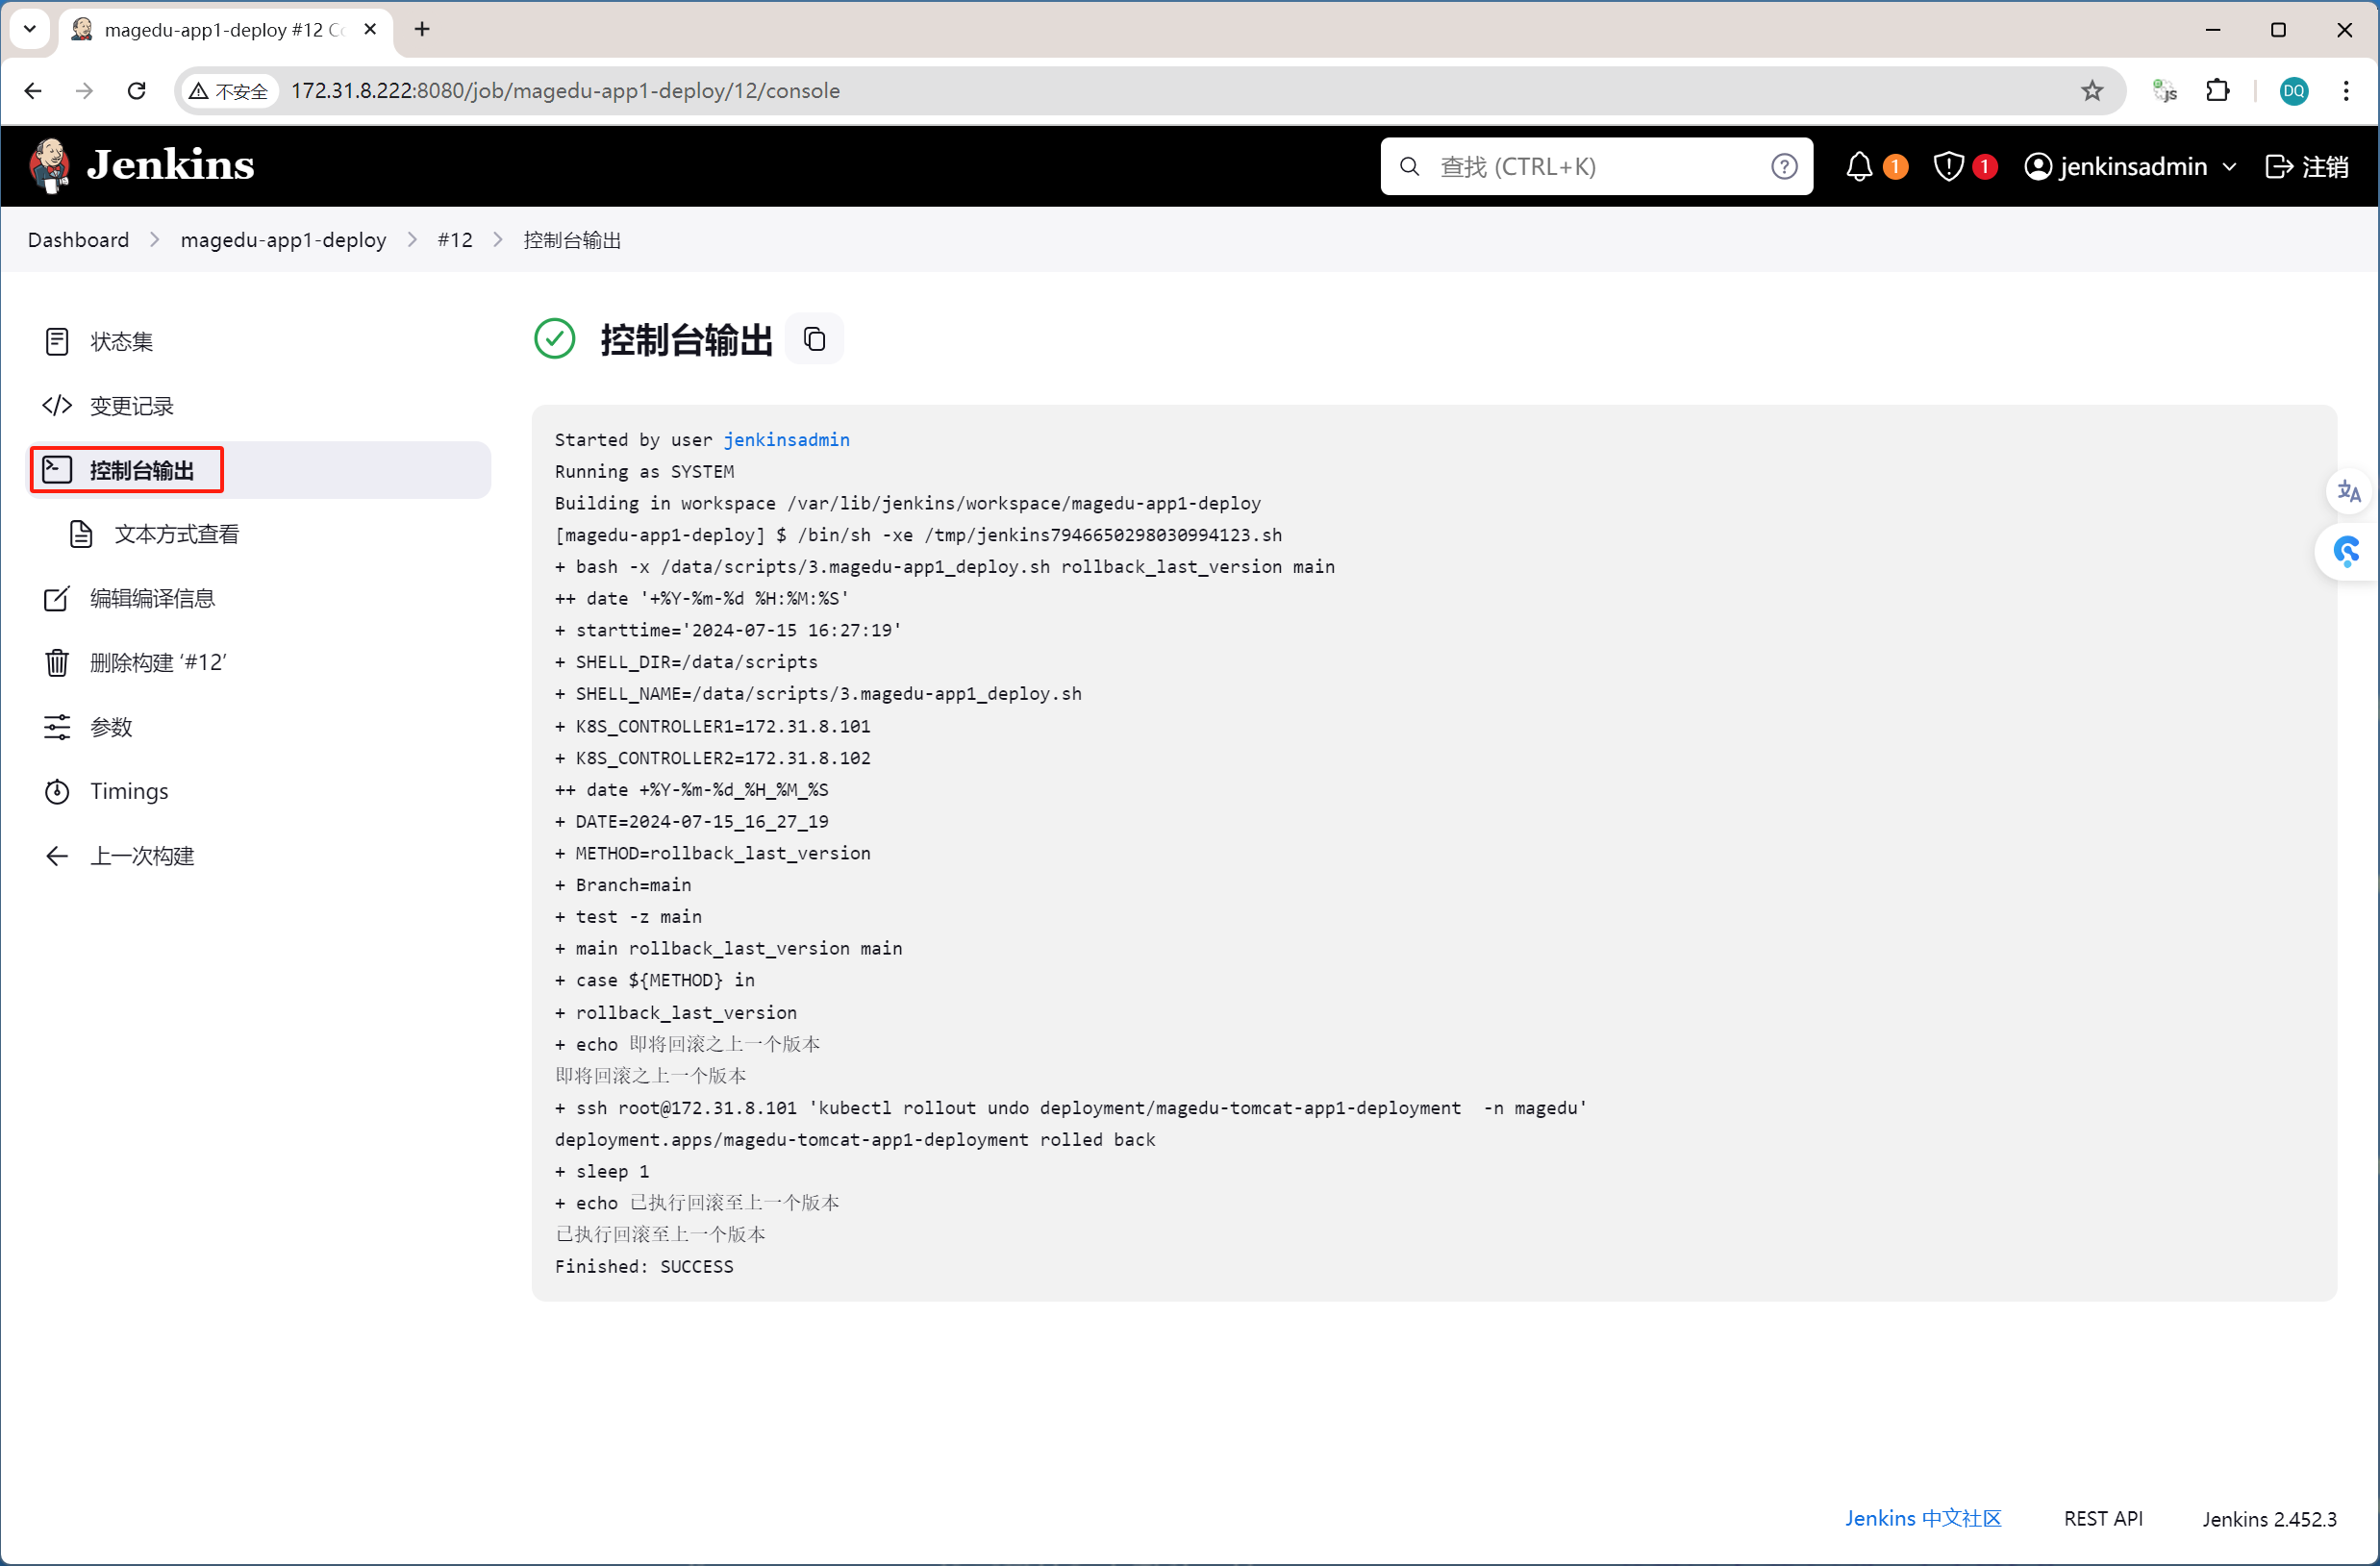 magedu-app1-deploy #12 Co
不安全 172.31.8.222:8080/job/magedu-app1-deploy/12/console
JS
DQ
Jenkins
查找 (CTRL+K)
1
1
jenkinsadmin
注销
Dashboard
magedu-app1-deploy
#12
控制台输出
状态集
变更记录
控制台输出
文本方式查看
编辑编译信息
删除构建 ‘#12’
参数
Timings
上一次构建
控制台输出
Started by user jenkinsadmin
Running as SYSTEM
Building in workspace /var/lib/jenkins/workspace/magedu-app1-deploy
[magedu-app1-deploy] $ /bin/sh -xe /tmp/jenkins7946650298030994123.sh
+ bash -x /data/scripts/3.magedu-app1_deploy.sh rollback_last_version main
++ date '+%Y-%m-%d %H:%M:%S'
+ starttime='2024-07-15 16:27:19'
+ SHELL_DIR=/data/scripts
+ SHELL_NAME=/data/scripts/3.magedu-app1_deploy.sh
+ K8S_CONTROLLER1=172.31.8.101
+ K8S_CONTROLLER2=172.31.8.102
++ date +%Y-%m-%d_%H_%M_%S
+ DATE=2024-07-15_16_27_19
+ METHOD=rollback_last_version
+ Branch=main
+ test -z main
+ main rollback_last_version main
+ case ${METHOD} in
+ rollback_last_version
+ echo 即将回滚之上一个版本
即将回滚之上一个版本
+ ssh root@172.31.8.101 'kubectl rollout undo deployment/magedu-tomcat-app1-deployment  -n magedu'
deployment.apps/magedu-tomcat-app1-deployment rolled back
+ sleep 1
+ echo 已执行回滚至上一个版本
已执行回滚至上一个版本
Finished: SUCCESS
Jenkins 中文社区
REST API
Jenkins 2.452.3